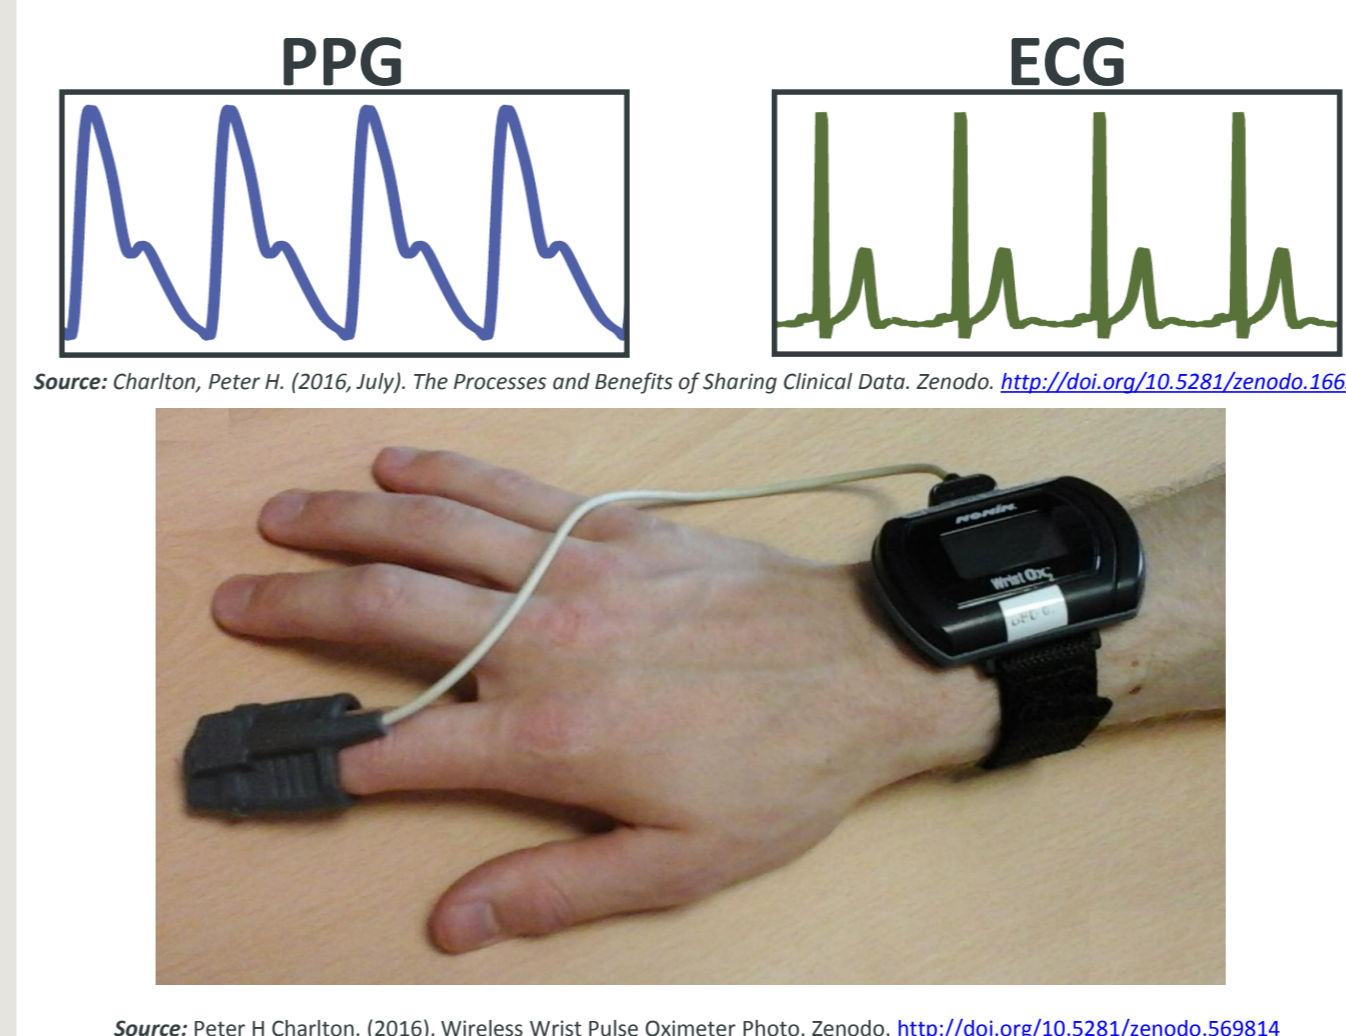 PPG
ECG
Source: Charlton, Peter H. (2016, July). The Processes and Benefits of Sharing Clinical Data. Zenodo. http://doi.org/10.5281/zenodo.166
NONIN
Wrist Ox2
Source: Peter H Charlton. (2016). Wireless Wrist Pulse Oximeter Photo. Zenodo. http://doi.org/10.5281/zenodo.569814